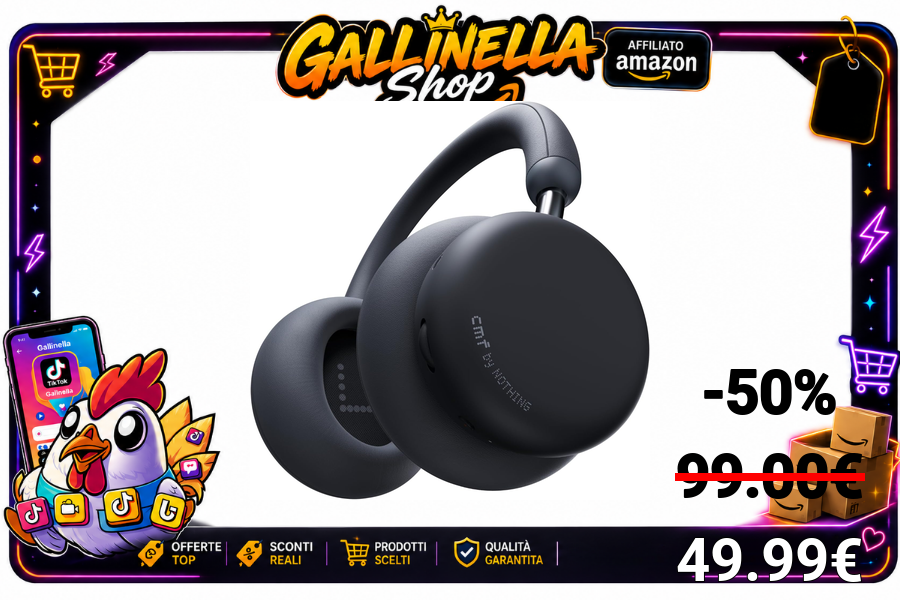 GALLINELLA
Shop
AFFILIATO
amazon
Gallinella
TikTok
Gallinella
cmf by NOTHING
-50%
99.00€
49.99€
OFFERTE
TOP
SCONTI
REALI
PRODOTTI
SCELTI
QUALITÀ
GARANTITA